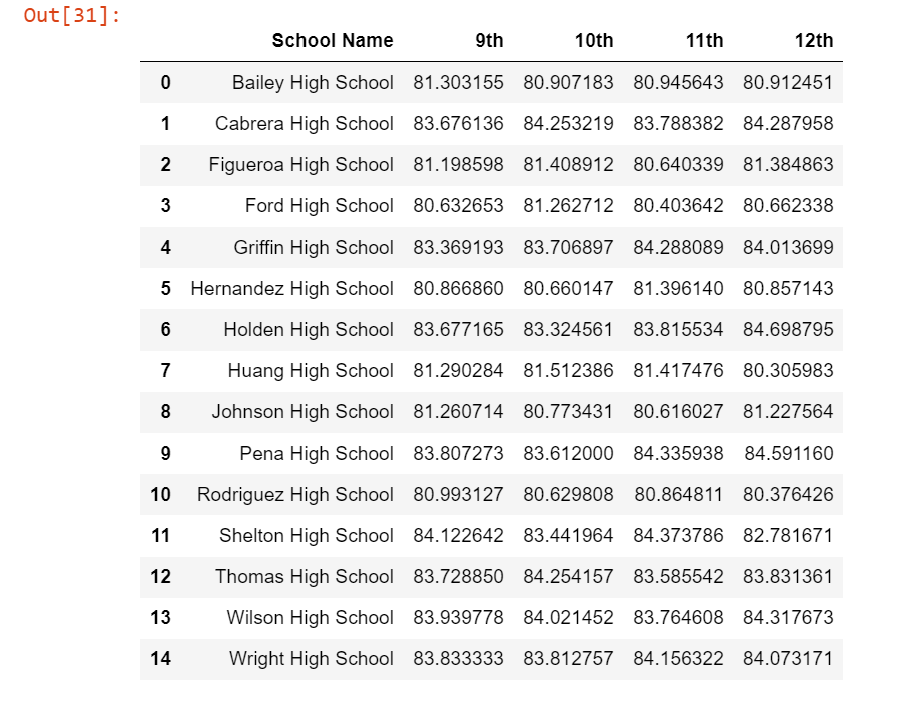 Out[31]:
School Name 9th 10th 11th 12th
0 Bailey High School 81.303155 80.907183 80.945643 80.912451
1 Cabrera High School 83.676136 84.253219 83.788382 84.287958
2 Figueroa High School 81.198598 81.408912 80.640339 81.384863
3 Ford High School 80.632653 81.262712 80.403642 80.662338
4 Griffin High School 83.369193 83.706897 84.288089 84.013699
5 Hernandez High School 80.866860 80.660147 81.396140 80.857143
6 Holden High School 83.677165 83.324561 83.815534 84.698795
7 Huang High School 81.290284 81.512386 81.417476 80.305983
8 Johnson High School 81.260714 80.773431 80.616027 81.227564
9 Pena High School 83.807273 83.612000 84.335938 84.591160
10 Rodriguez High School 80.993127 80.629808 80.864811 80.376426
11 Shelton High School 84.122642 83.441964 84.373786 82.781671
12 Thomas High School 83.728850 84.254157 83.585542 83.831361
13 Wilson High School 83.939778 84.021452 83.764608 84.317673
14 Wright High School 83.833333 83.812757 84.156322 84.073171